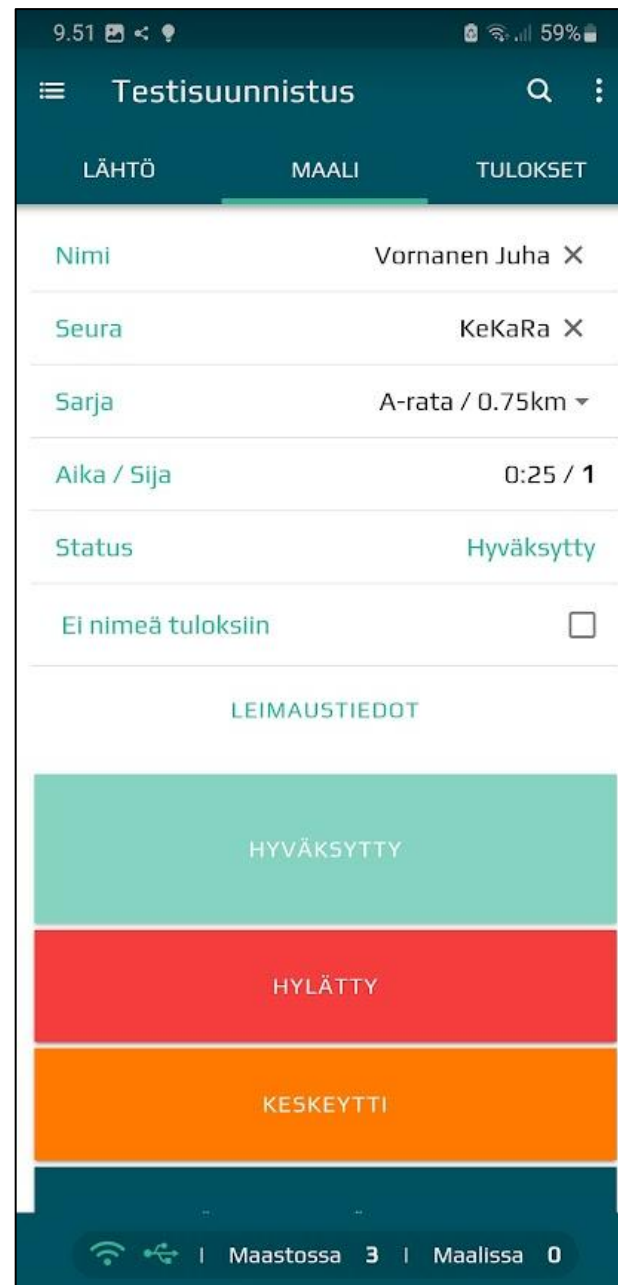 9.51 59%
Testisuunnistus
LÄHTÖ MAALI TULOKSET
Nimi Vornanen Juha
Seura KeKaRa
Sarja A-rata / 0.75km
Aika / Sija 0:25 / 1
Status Hyväksytty
Ei nimeä tuloksiin
LEIMAUSTIEDOT
HYVÄKSYTTY
HYLÄTTY
KESKEYTTI
| Maastossa 3 | Maalissa 0